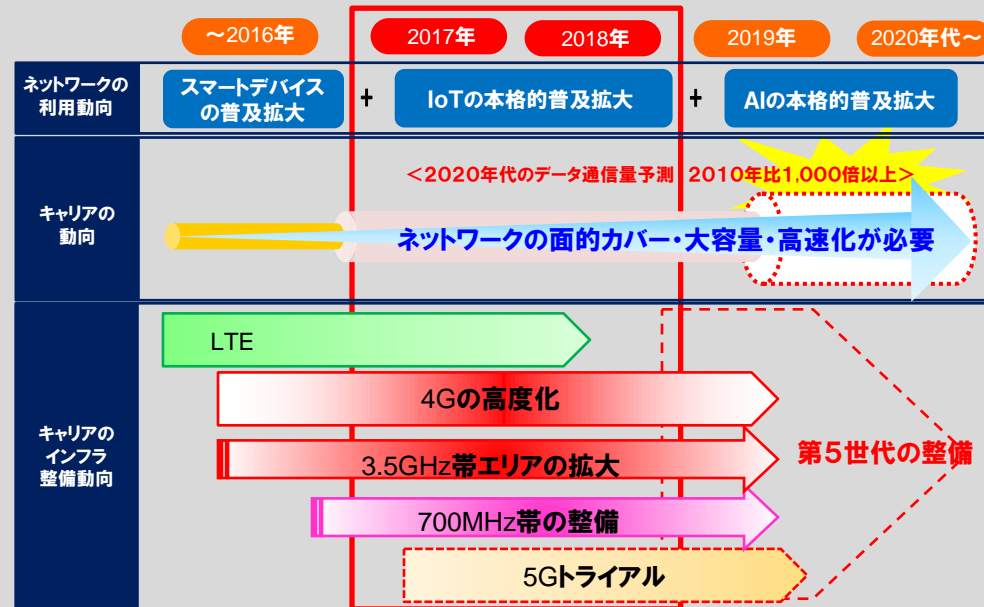 ～2016年
2017年
2018年
2019年
2020年代～
ネットワークの
利用動向
スマートデバイス
の普及拡大
+
IoTの本格的普及拡大
+
AIの本格的普及拡大
キャリアの
動向
＜2020年代のデータ通信量予測 2010年比1,000倍以上＞
ネットワークの面的カバー・大容量・高速化が必要
キャリアの
インフラ
整備動向
LTE
4Gの高度化
3.5GHz帯エリアの拡大
700MHz帯の整備
5Gトライアル
第5世代の整備